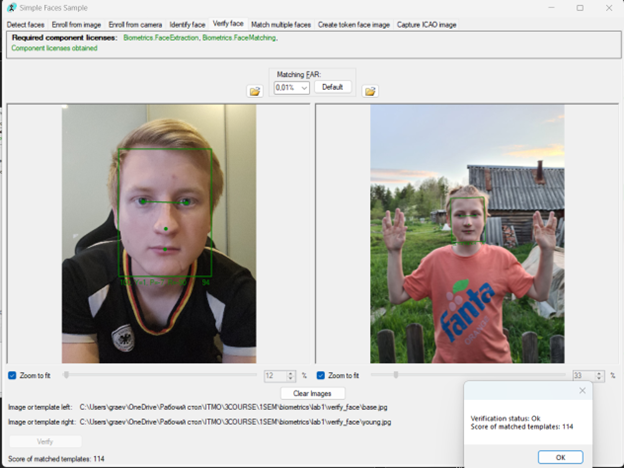 Simple Faces Sample
Detect faces Enroll from image Enroll from camera Identify face Verify face Match multiple faces Create token face image Capture ICAO image
Required component licenses: Biometrics.FaceExtraction, Biometrics.FaceMatching,
Component licenses obtained
Matching FAR:
0,01% Default
54
fanta
Zoom to fit 12 % Zoom to fit 33 %
Clear Images
Image or template left: C:\Users\graev\OneDrive\Рабочий стол\ITMO\3COURSE\1SEM\biometrics\lab1\verify_face\base.jpg
Image or template right: C:\Users\graev\OneDrive\Рабочий стол\ITMO\3COURSE\1SEM\biometrics\lab1\verify_face\young.jpg
Verify
Score of matched templates: 114
Verification status: Ok
Score of matched templates: 114
OK